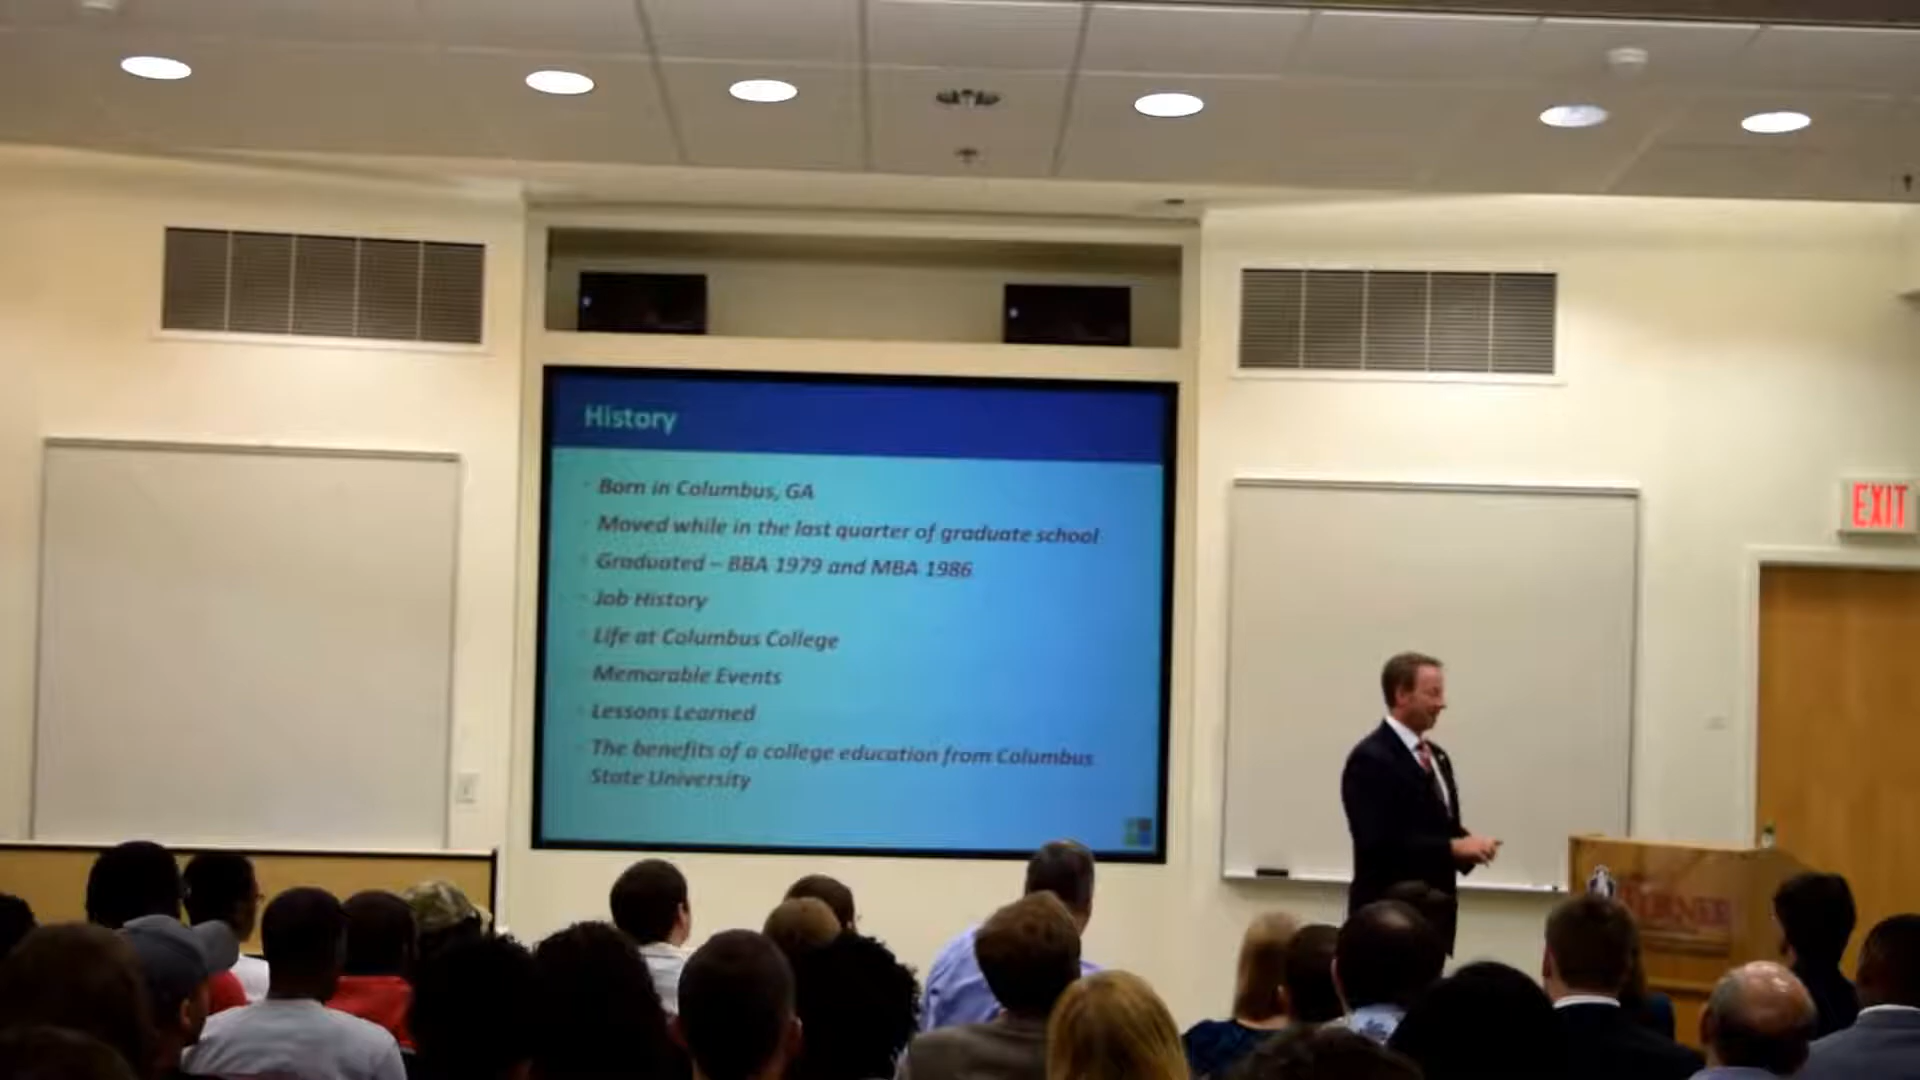 History
Born in Columbus, GA
Moved while in the last quarter of graduate school
Graduated – BBA 1979 and MBA 1986
Job History
Life at Columbus College
Memorable Events
Lessons Learned
The benefits of a college education from Columbus
State University
EXIT
TURNER